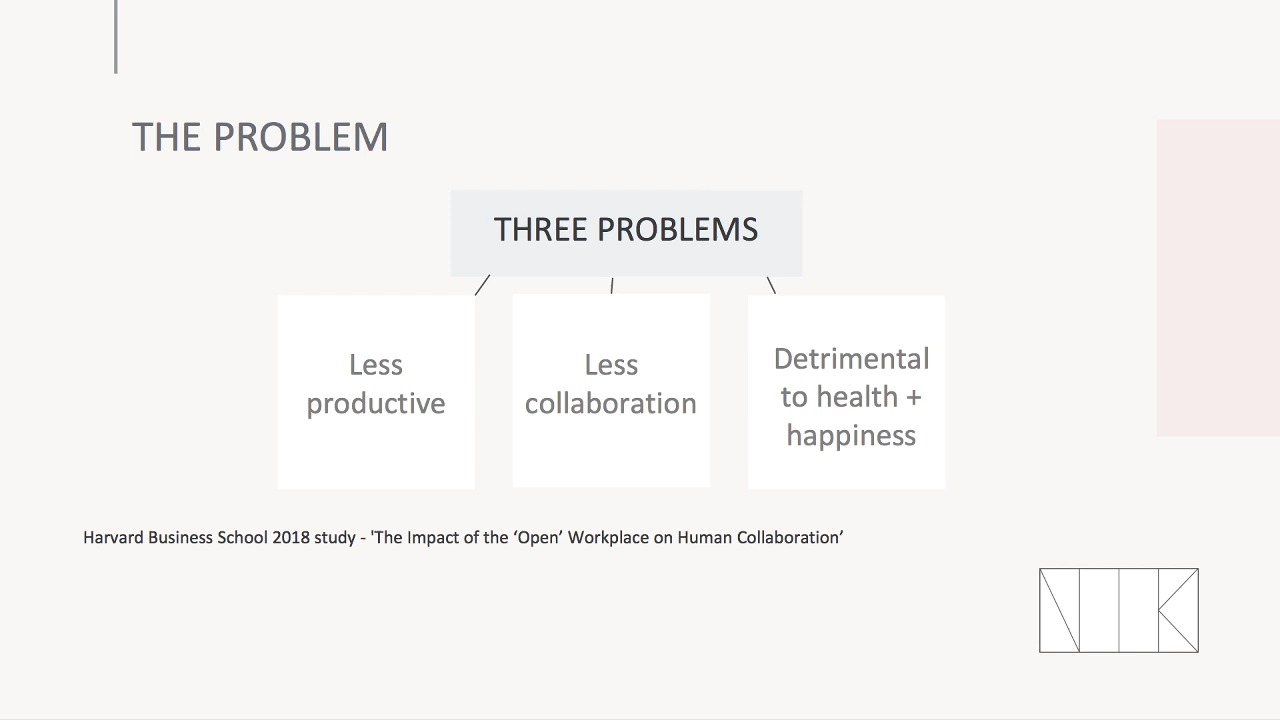 THE PROBLEM
THREE PROBLEMS
Less
productive
Less
collaboration
Detrimental
to health +
happiness
Harvard Business School 2018 study - 'The Impact of the ‘Open’ Workplace on Human Collaboration’
NIK